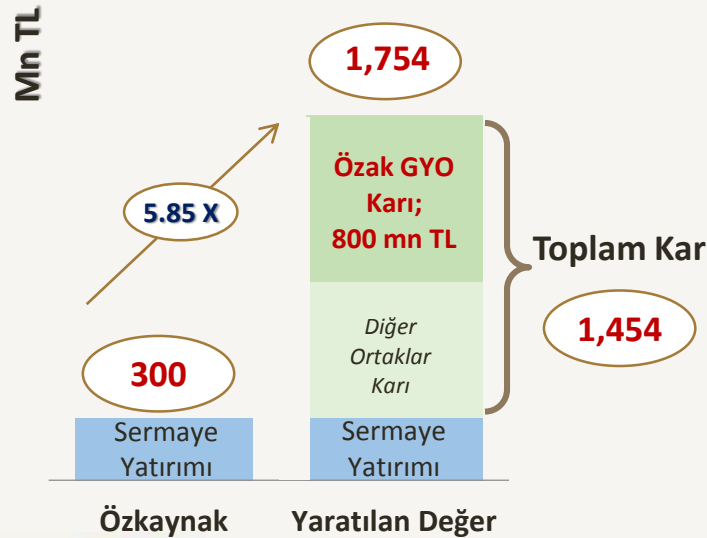 Mn TL
1,754
Özak GYO
Karı;
800 mn TL
5.85 X
Toplam Kar
1,454
Diğer
Ortaklar
Karı
300
Sermaye
Yatırımı
Sermaye
Yatırımı
Özkaynak
Yaratılan Değer